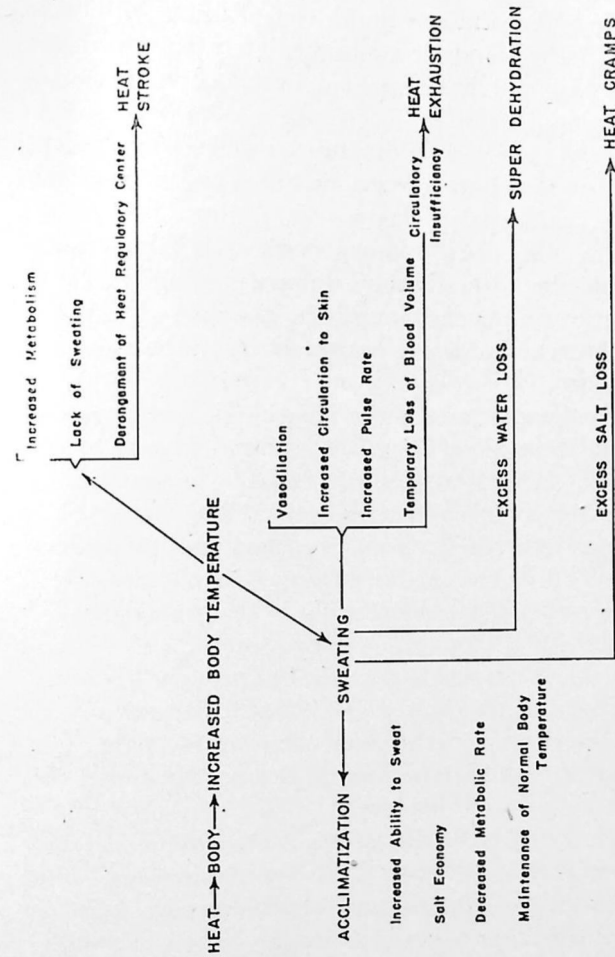 Increased Metabolism
Lack of Sweating
Derangement of Heat Regulatory Center
HEAT
STROKE
HEAT BODY INCREASED BODY TEMPERATURE
Vasodilation
Increased Circulation to Skin
Increased Pulse Rate
Temporary Loss of Blood Volume
Circulatory
Insufficiency
HEAT
EXHAUSTION
ACCLIMATIZATION SWEATING
Increased Ability to Sweat
Salt Economy
Decreased Metabolic Rate
Maintenance of Normal Body
Temperature
EXCESS WATER LOSS
SUPER DEHYDRATION
EXCESS SALT LOSS
HEAT CRAMPS